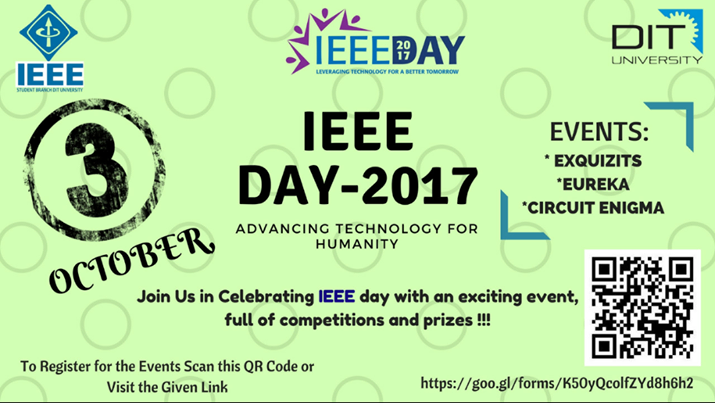 IEEE
STUDENT BRANCH DIT UNIVERSITY
IEEEDAY
20
17
LEVERAGING TECHNOLOGY FOR A BETTER TOMORROW
DIT
UNIVERSITY
3
OCTOBER
IEEE
DAY-2017
ADVANCING TECHNOLOGY FOR
HUMANITY
EVENTS:
* EXQUIZITS
*EUREKA
*CIRCUIT ENIGMA
Join Us in Celebrating IEEE day with an exciting event,
full of competitions and prizes !!!
To Register for the Events Scan this QR Code or
Visit the Given Link
https://goo.gl/forms/K50yQcolfZYd8h6h2